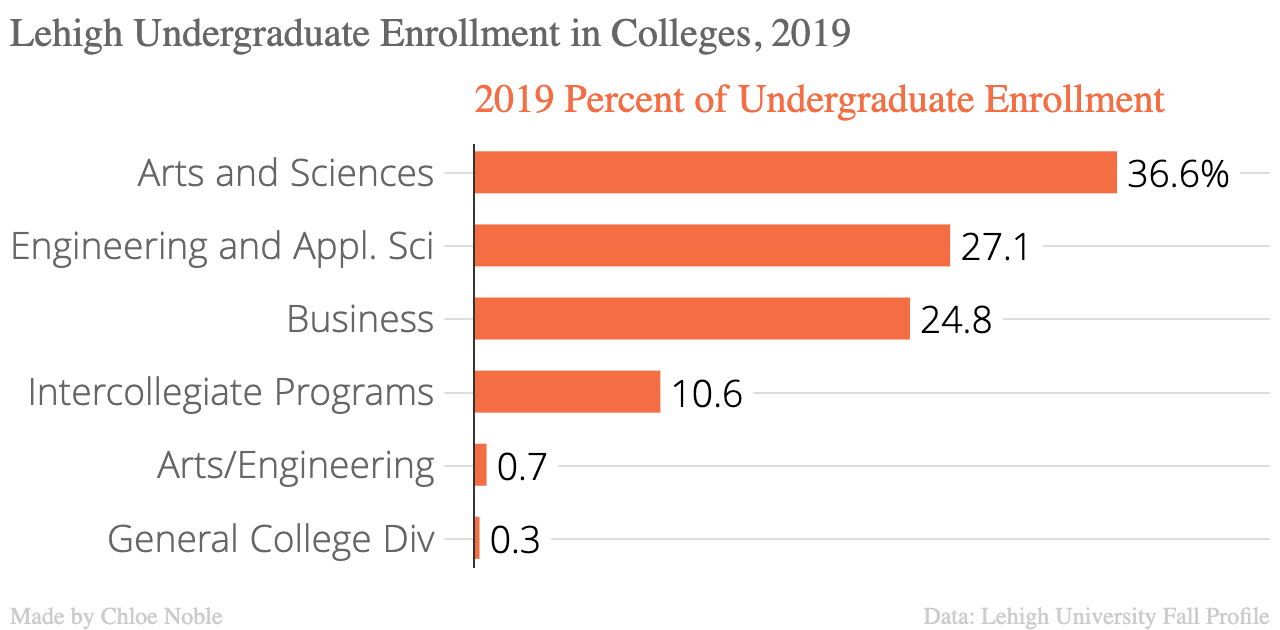 Lehigh Undergraduate Enrollment in Colleges, 2019
2019 Percent of Undergraduate Enrollment
Arts and Sciences 36.6%
Engineering and Appl. Sci 27.1
Business 24.8
Intercollegiate Programs 10.6
Arts/Engineering 0.7
General College Div 0.3
Made by Chloe Noble Data: Lehigh University Fall Profile